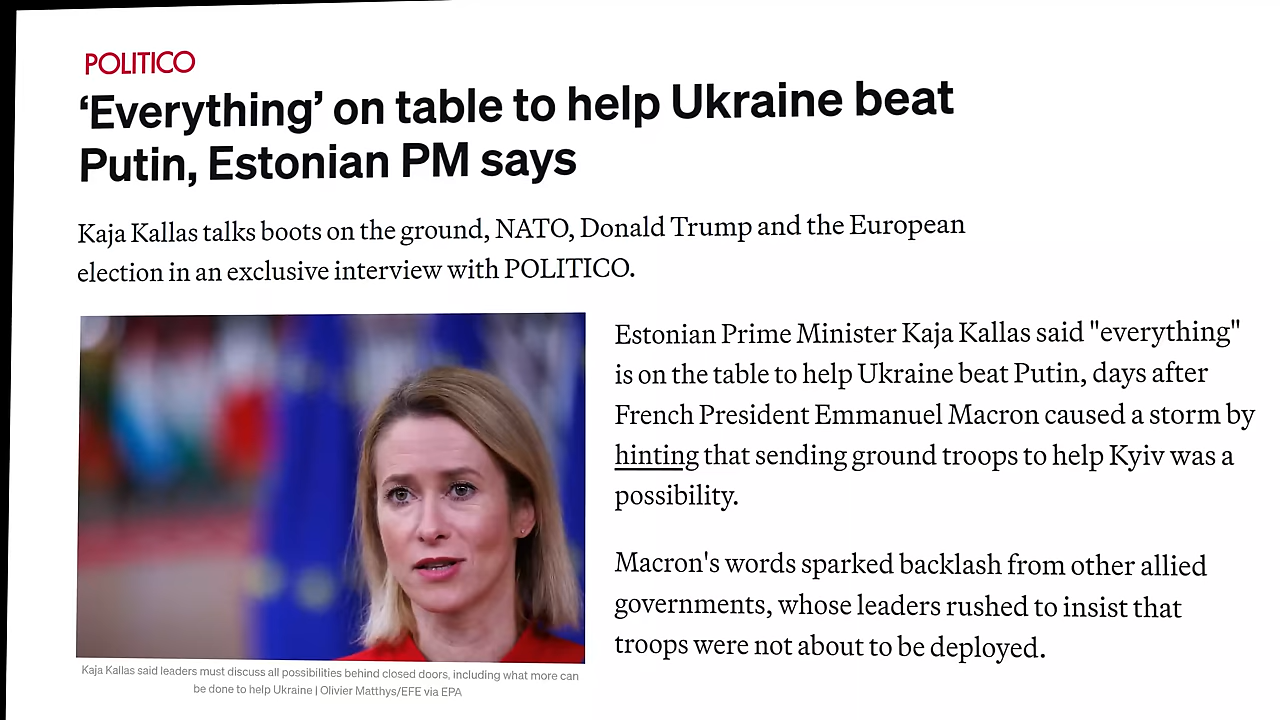 POLITICO
‘Everything’ on table to help Ukraine beat
Putin, Estonian PM says
Kaja Kallas talks boots on the ground, NATO, Donald Trump and the European
election in an exclusive interview with POLITICO.
Estonian Prime Minister Kaja Kallas said "everything"
is on the table to help Ukraine beat Putin, days after
French President Emmanuel Macron caused a storm by
hinting that sending ground troops to help Kyiv was a
possibility.
Macron's words sparked backlash from other allied
governments, whose leaders rushed to insist that
troops were not about to be deployed.
Kaja Kallas said leaders must discuss all possibilities behind closed doors, including what more can
be done to help Ukraine | Olivier Matthys/EFE via EPA